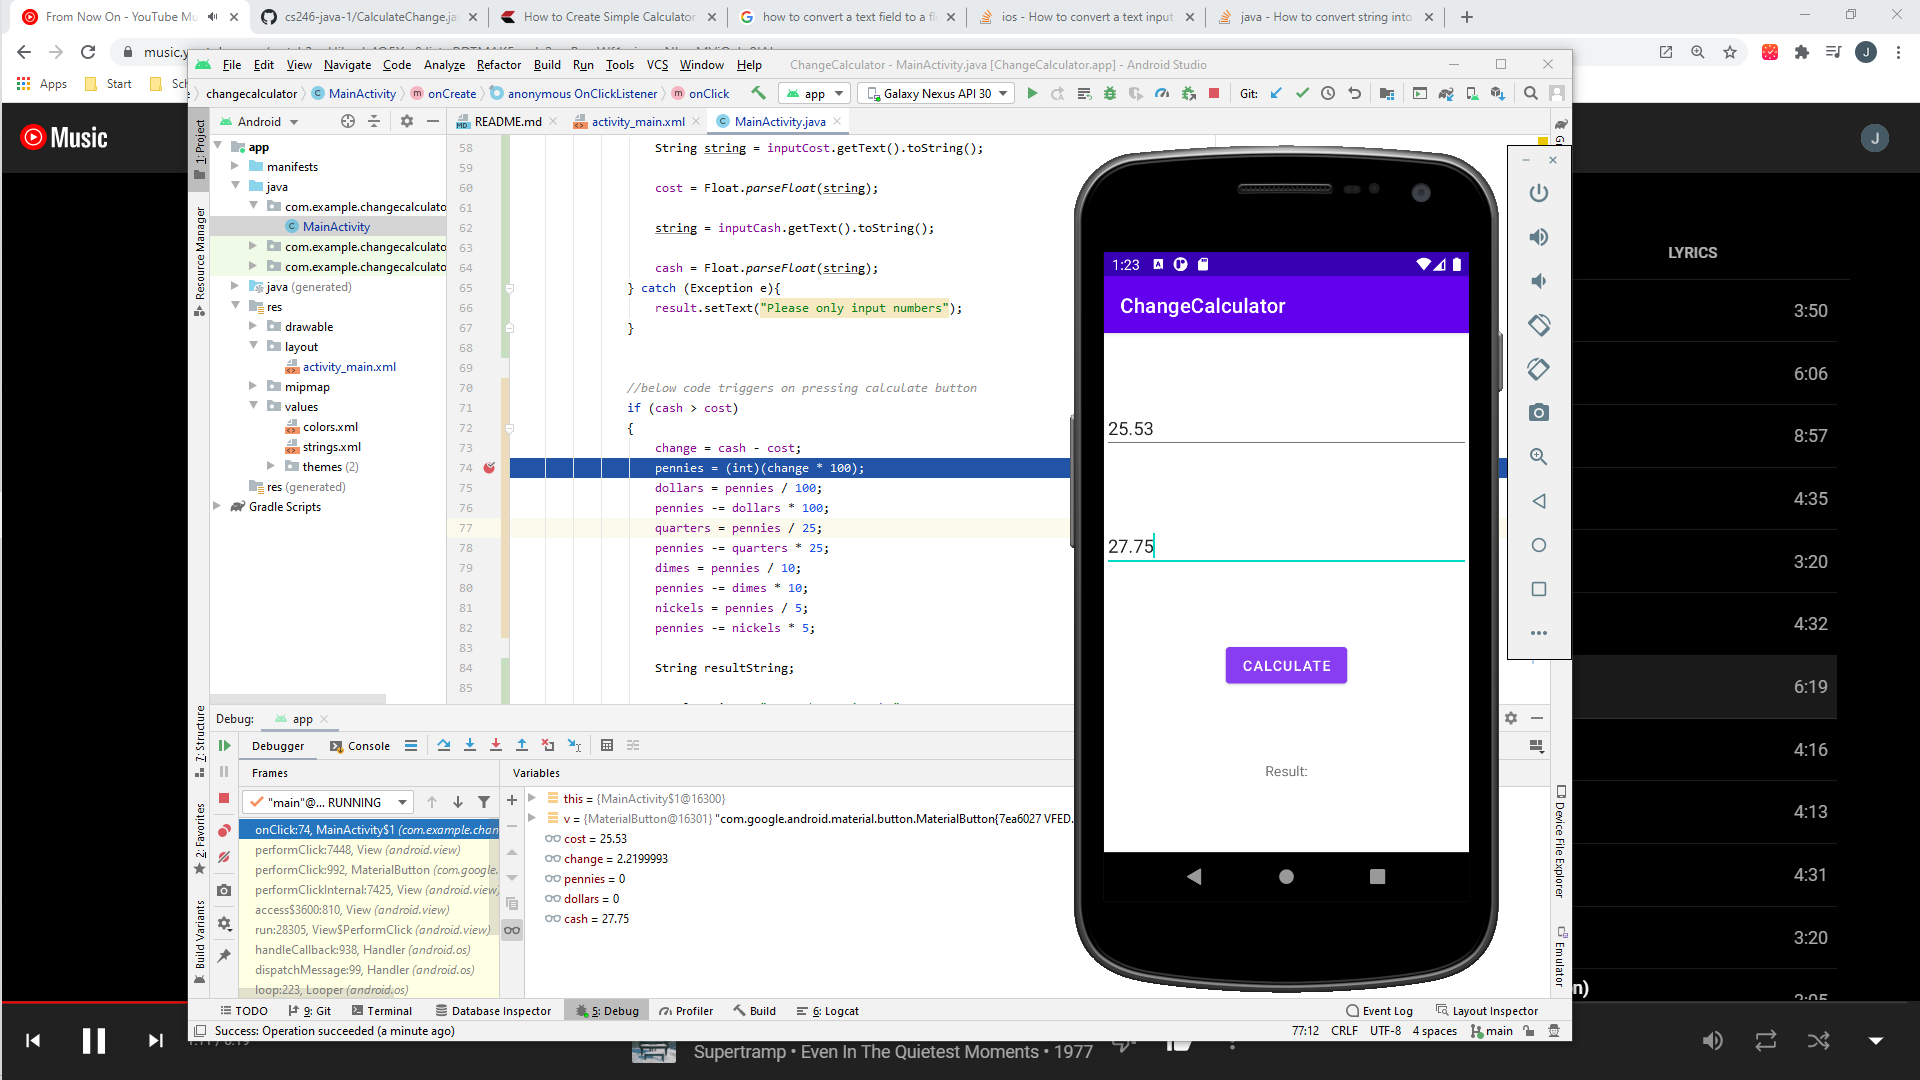 From Now On - YouTube Mu
cs246-java-1/CalculateChange.ja
How to Create Simple Calculator
how to convert a text field to a fl
ios - How to convert a text input
java - How to convert string into
music.y
Apps
Start
Sc
Music
J
LYRICS
3:50
6:06
8:57
4:35
3:20
4:32
6:19
4:16
4:13
4:31
3:20
File Edit View Navigate Code Analyze Refactor Build Run Tools VCS Window Help
ChangeCalculator - MainActivity.java [ChangeCalculator.app] - Android Studio
changecalculator MainActivity onCreate anonymous OnClickListener onClick
app
Galaxy Nexus API 30
Git:
Android
README.md
activity_main.xml
MainActivity.java
1: Project
Resource Manager
7: Structure
2: Favorites
Build Variants
app
manifests
java
com.example.changecalculato
MainActivity
com.example.changecalculato
com.example.changecalculato
java (generated)
res
drawable
layout
activity_main.xml
mipmap
values
colors.xml
strings.xml
themes (2)
res (generated)
Gradle Scripts
58 String string = inputCost.getText().toString();
59
60 cost = Float.parseFloat(string);
61
62 string = inputCash.getText().toString();
63
64 cash = Float.parseFloat(string);
65 } catch (Exception e){
66 result.setText("Please only input numbers");
67 }
68
69
70 //below code triggers on pressing calculate button
71 if (cash > cost)
72 {
73 change = cash - cost;
74 pennies = (int)(change * 100);
75 dollars = pennies / 100;
76 pennies -= dollars * 100;
77 quarters = pennies / 25;
78 pennies -= quarters * 25;
79 dimes = pennies / 10;
80 pennies -= dimes * 10;
81 nickels = pennies / 5;
82 pennies -= nickels * 5;
83
84 String resultString;
85
1:23
ChangeCalculator
25.53
27.75
CALCULATE
Result:
Debug: app
Debugger
Console
Frames
Variables
"main"@... RUNNING
onClick:74, MainActivity$1 (com.example.chan
performClick:7448, View (android.view)
performClick:992, MaterialButton (com.google.
performClickInternal:7425, View (android.view)
access$3600:810, View (android.view)
run:28305, View$PerformClick (android.view)
handleCallback:938, Handler (android.os)
dispatchMessage:99, Handler (android.os)
loop:223, Looper (android.os)
this = {MainActivity$1@16300}
v = {MaterialButton@16301} "com.google.android.material.button.MaterialButton{7ea6027 VFED.
cost = 25.53
change = 2.2199993
pennies = 0
dollars = 0
cash = 27.75
Device File Explorer
Emulator
TODO
9: Git
Terminal
Database Inspector
5: Debug
Profiler
Build
6: Logcat
Event Log
Layout Inspector
Success: Operation succeeded (a minute ago)
77:12 CRLF UTF-8 4 spaces main
Supertramp • Even In The Quietest Moments • 1977